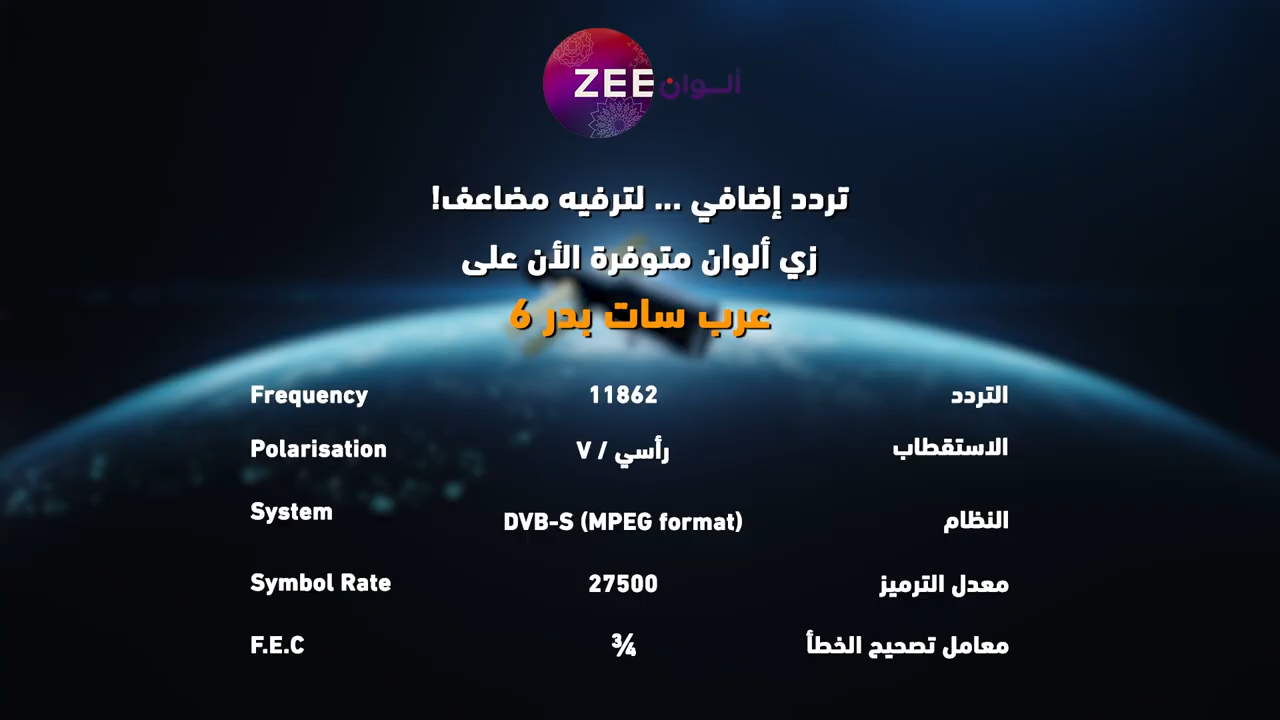 ZEE ألوان
تردد إضافي ... لترفيه مضاعف!
زي ألوان متوفرة الأن على
عرب سات بدر 6
Frequency 11862 التردد
Polarisation رأسي / V الاستقطاب
System DVB-S (MPEG format) النظام
Symbol Rate 27500 معدل الترميز
F.E.C ¾ معامل تصحيح الخطأ